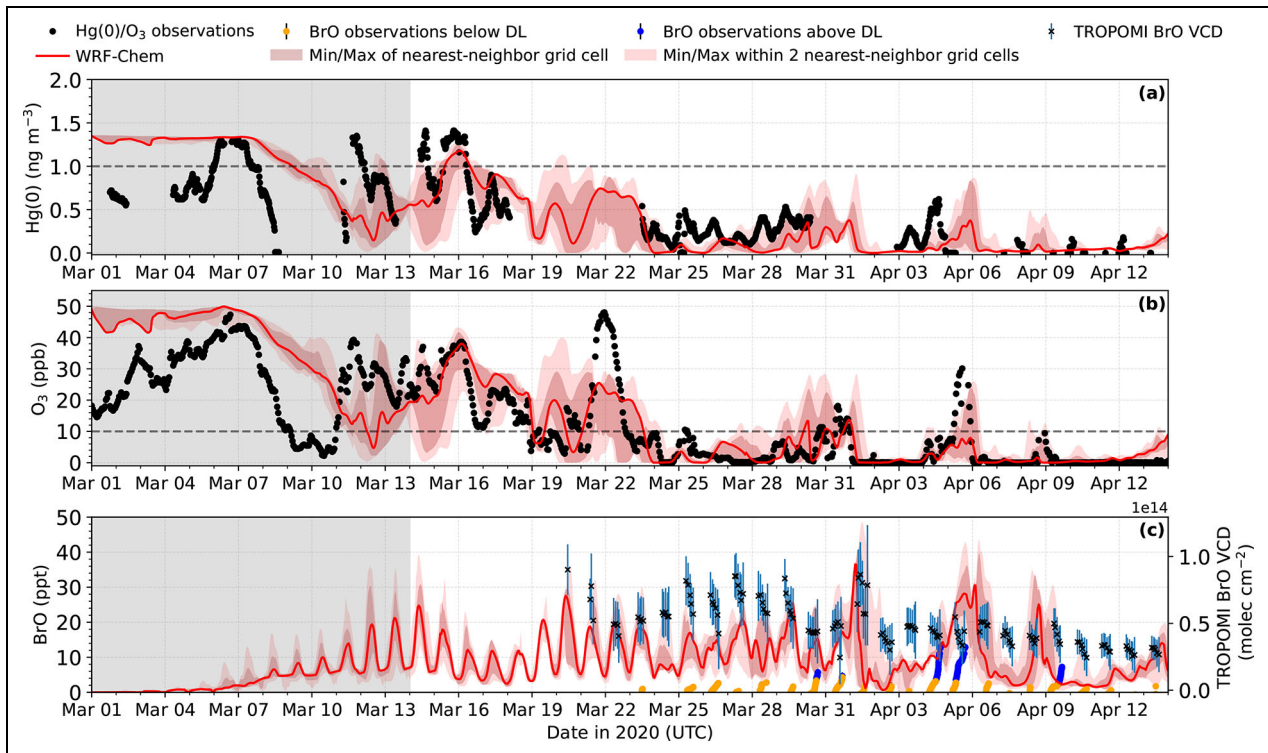 Hg(0)/O₃ observations BrO observations below DL BrO observations above DL TROPOMI BrO VCD
WRF-Chem Min/Max of nearest-neighbor grid cell Min/Max within 2 nearest-neighbor grid cells
(a)
Hg(0) (ng m⁻³)
2.0
1.5
1.0
0.5
0.0
Mar 01 Mar 04 Mar 07 Mar 10 Mar 13 Mar 16 Mar 19 Mar 22 Mar 25 Mar 28 Mar 31 Apr 03 Apr 06 Apr 09 Apr 12
(b)
O₃ (ppb)
50
40
30
20
10
0
Mar 01 Mar 04 Mar 07 Mar 10 Mar 13 Mar 16 Mar 19 Mar 22 Mar 25 Mar 28 Mar 31 Apr 03 Apr 06 Apr 09 Apr 12
1e14
(c)
BrO (ppt)
50
40
30
20
10
0
1.0
0.5
0.0
TROPOMI BrO VCD
(molec cm⁻²)
Mar 01 Mar 04 Mar 07 Mar 10 Mar 13 Mar 16 Mar 19 Mar 22 Mar 25 Mar 28 Mar 31 Apr 03 Apr 06 Apr 09 Apr 12
Date in 2020 (UTC)